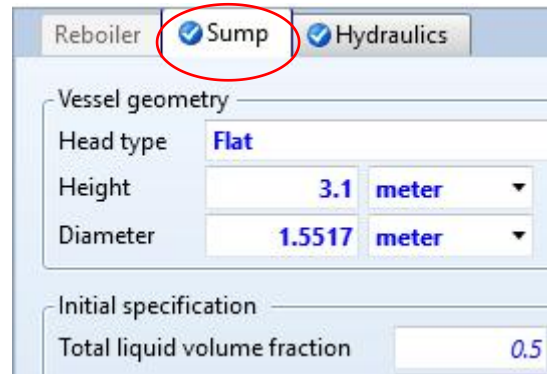 Reboiler Sump Hydraulics
Vessel geometry
Head type Flat
Height 3.1 meter
Diameter 1.5517 meter
Initial specification
Total liquid volume fraction 0.5